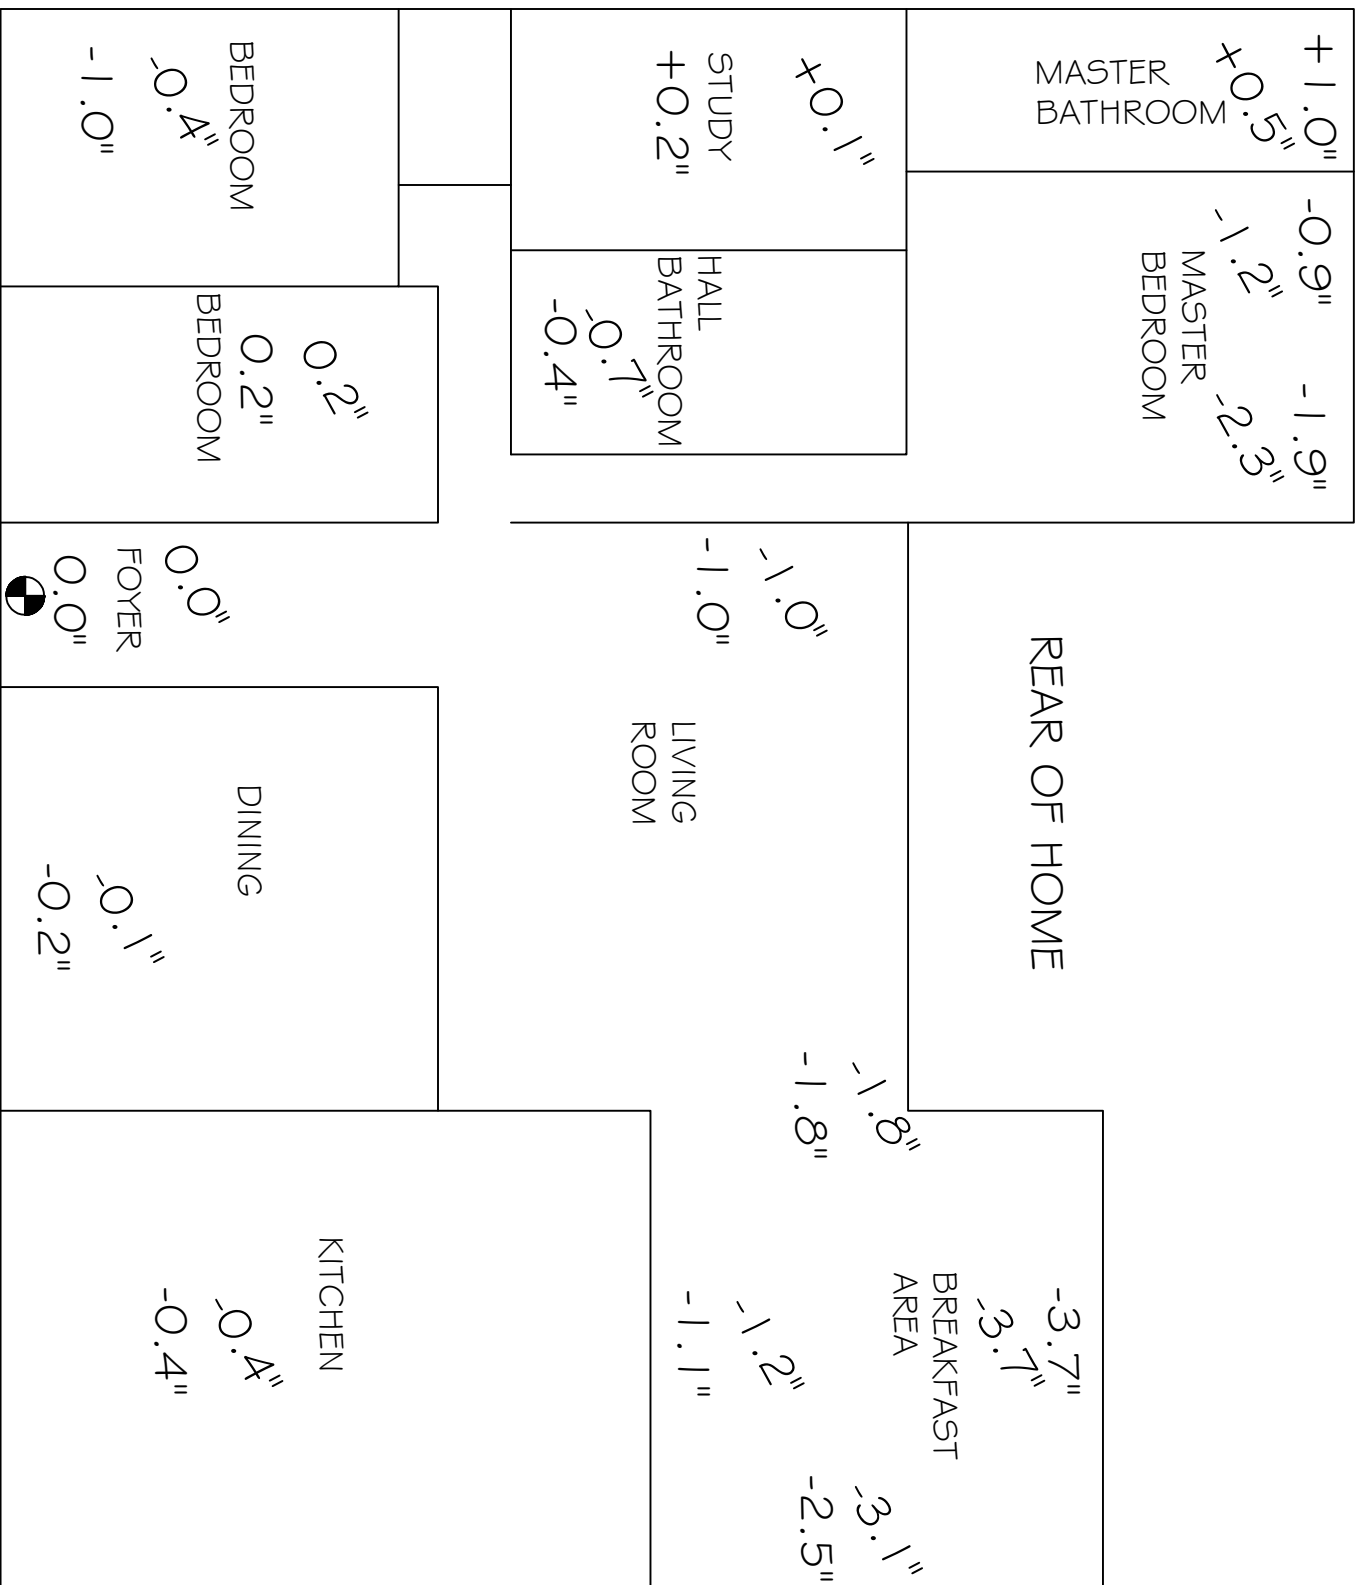 MASTER
BATHROOM
+1.0"
+0.5"
-0.9"
-1.2"
MASTER
BEDROOM
-1.9"
-2.3"
+0.1"
STUDY
+0.2"
HALL
BATHROOM
-0.7"
-0.4"
BEDROOM
-0.4"
-1.0"
0.2"
0.2"
BEDROOM
0.0"
FOYER
0.0"
-1.0"
-1.0"
LIVING
ROOM
REAR OF HOME
DINING
-0.1"
-0.2"
-1.8"
-1.8"
-3.7"
-3.7"
BREAKFAST
AREA
-1.2"
-1.1"
-3.1"
-2.5"
KITCHEN
-0.4"
-0.4"